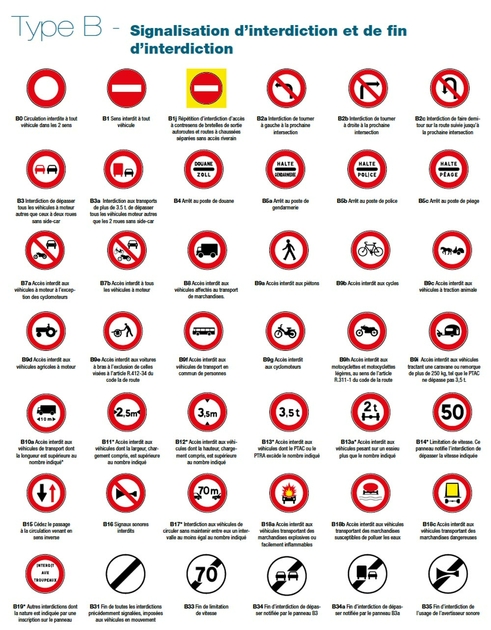 Type B - Signalisation d'interdiction et de fin
d'interdiction
B0 Circulation interdite à tout
véhicule dans les 2 sens
B1 Sens interdit à tout
véhicule
B1j Répétition d'interdiction d'accès
à contresens de bretelles de sortie
autoroutes et routes à chaussées
séparées sans accès riverain
B2a Interdiction de tourner
à gauche à la prochaine
intersection
B2b Interdiction de tourner
à droite à la prochaine
intersection
B2c Interdiction de faire demi-
tour sur la route suivie jusqu'à
la prochaine intersection
DOUANE
ZOLL
HALTE
GENDARMERIE
HALTE
POLICE
HALTE
PÉAGE
B3 Interdiction de dépasser
tous les véhicules à moteur
autres que ceux à deux roues
sans side-car
B3a Interdiction aux transports
de plus de 3.5 t, de dépasser
tous les véhicules moteur autres
que les 2 roues sans side-car
B4 Arrêt au poste de douane
B5a Arrêt au poste de
gendarmerie
B5b Arrêt au poste de police
B5c Arrêt au poste de péage
B7a Accès interdit aux
véhicules à moteur à l'excep-
tion des cyclomoteurs
B7b Accès interdit à tous
les véhicules à moteur
B8 Accès interdit aux
véhicules affectés au transport
de marchandises.
B9a Accès interdit aux piétons
B9b Accès interdit aux cycles
B9c Accès interdit aux
véhicules à traction animale
B9d Accès interdit aux
véhicules agricoles à moteur
B9e Accès interdit aux voitures
à bras à l'exclusion de celles
visées à l'article R.412-34 du
code la de route
B9f Accès interdit aux
véhicules de transport en
commun de personnes
B9g Accès interdit
aux cyclomoteurs
B9h Accès interdit aux
motocyclettes et motocyclettes
légères, au sens de l'article
R.311-1 du code de la route
B9i Accès interdit aux véhicules
tractant une caravane ou remorque
de plus de 250 kg, tel que le PTAC
ne dépasse pas 3,5 t.
2,5m
3,5m
3.5 t
2 t
50
B10a Accès interdit aux
véhicules de transport dont
la longeur est supérieure au
nombre indiqué*
B11* Accès interdit aux
véhicules dont la largeur, char-
gement compris, est supérieure
au nombre indiqué
B12* Accès interdit aux véhi-
cules dont la hauteur, charge-
ment compris, est supérieure
au nombre indiqué
B13* Accès interdit aux
véhicules dont le PTAC ou le
PTRA excède le nombre indiqué
B13a* Accès interdit aux
véhicules pesant sur un essieu
plus que le nombre indiqué
B14* Limitation de vitesse. Ce
panneau notifie l'interdiction de
dépasser la vitesse indiquée
70m
B15 Cédez le passage
à la circulation venant en
sens inverse
B16 Signaux sonores
interdits
B17* Interdiction aux véhicules de
circuler sans maintenir entre eux un inter-
valle au moins égal au nombre indiqué
B18a Accès interdit aux
véhicules transportant des
marchandises explosives ou
facilement inflammables
B18b Accès interdit aux
véhicules transportant des
marchandises susceptibles
de polluer les eaux
B18c Accès interdit aux
véhicules transportant des
marchandises dangereuses
INTERDIT
AUX
TROUPEAUX
70
B19* Autres interdictions dont
la nature est indiquée par une
inscription sur le panneau
B31 Fin de toutes les interdictions
précédemment signalées, imposées
aux véhicules en mouvement
B33 Fin de limitation
de vitesse
B34 Fin d'interdiction de dépas-
ser notifiée par le panneau B3
B34a Fin d'interdiction de dépas-
ser notifiée par le panneau B3a
B35 Fin d'interdiction de
l'usage de l'avertisseur sonore